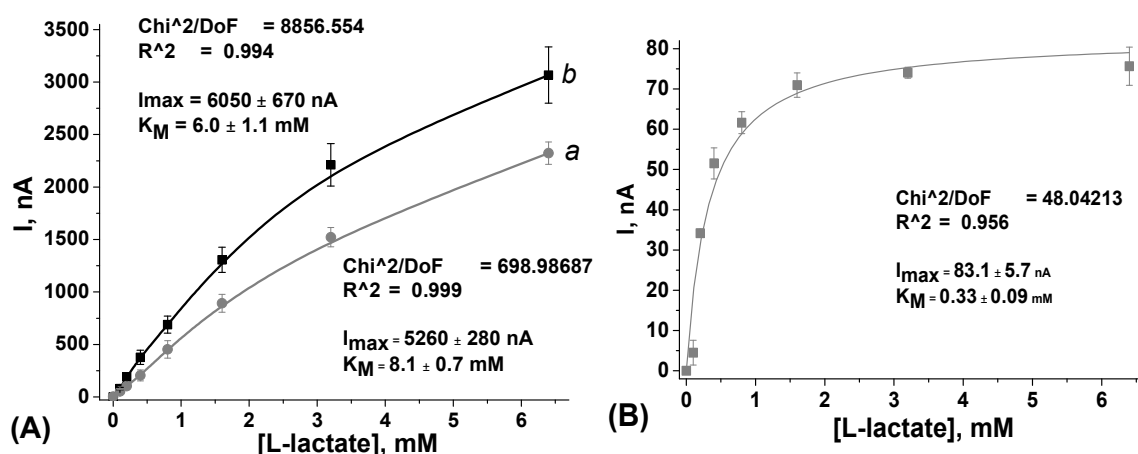 3500
3000
2500
2000
1500
1000
500
0
I, nA
Chi^2/DoF = 8856.554
R^2 = 0.994
Imax = 6050 ± 670 nA
KM = 6.0 ± 1.1 mM
b
a
Chi^2/DoF = 698.98687
R^2 = 0.999
Imax = 5260 ± 280 nA
KM = 8.1 ± 0.7 mM
0 1 2 3 4 5 6
(A)
[L-lactate], mM
80
70
60
50
40
30
20
10
0
I, nA
Chi^2/DoF = 48.04213
R^2 = 0.956
Imax = 83.1 ± 5.7 nA
KM = 0.33 ± 0.09 mM
0 1 2 3 4 5 6
(B)
[L-lactate], mM